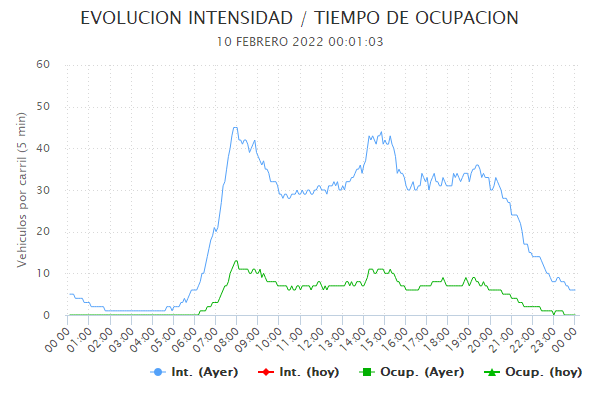 EVOLUCION INTENSIDAD / TIEMPO DE OCUPACION
10 FEBRERO 2022 00:01:03
Vehiculos por carril (5 min)
60
50
40
30
20
10
0
00:00 01:00 02:00 03:00 04:00 05:00 06:00 07:00 08:00 09:00 10:00 11:00 12:00 13:00 14:00 15:00 16:00 17:00 18:00 19:00 20:00 21:00 22:00 23:00 00:00
Int. (Ayer) Int. (hoy) Ocup. (Ayer) Ocup. (hoy)